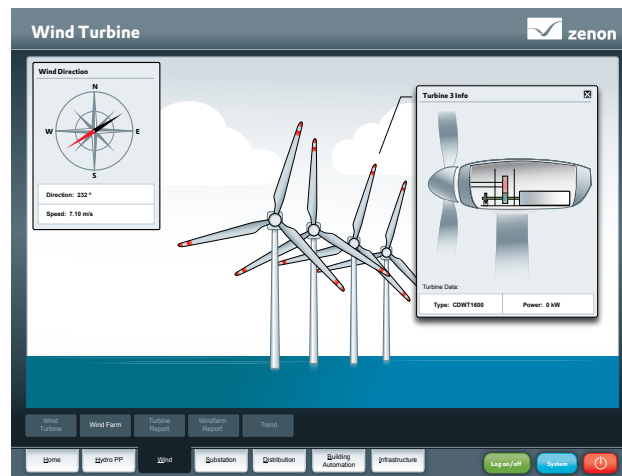 Wind Turbine
zenon
Wind Direction
N
W
E
S
Direction: 232 °
Speed: 7.10 m/s
Turbine 3 Info
Turbine Data:
Type: CDWT1600
Power: 0 kW
Wind
Turbine
Wind Farm
Turbine
Report
Windfarm
Report
Trend
Home
Hydro PP
Wind
Substation
Distribution
Building
Automation
Infrastructure
Log on/off
System